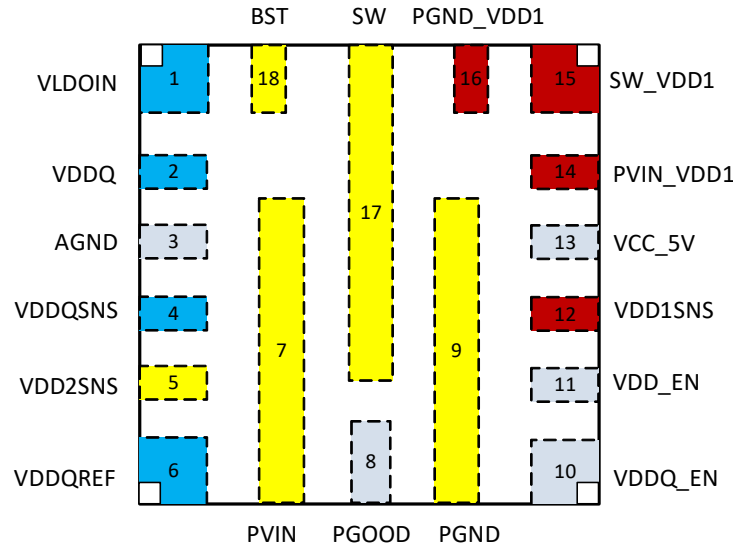 BST SW PGND_VDD1
VLDOIN 1 18 16 15 SW_VDD1
VDDQ 2 14 PVIN_VDD1
17
AGND 3 13 VCC_5V
VDDQSNS 4 12 VDD1SNS
7 9
VDD2SNS 5 11 VDD_EN
8
VDDQREF 6 10 VDDQ_EN
PVIN PGOOD PGND